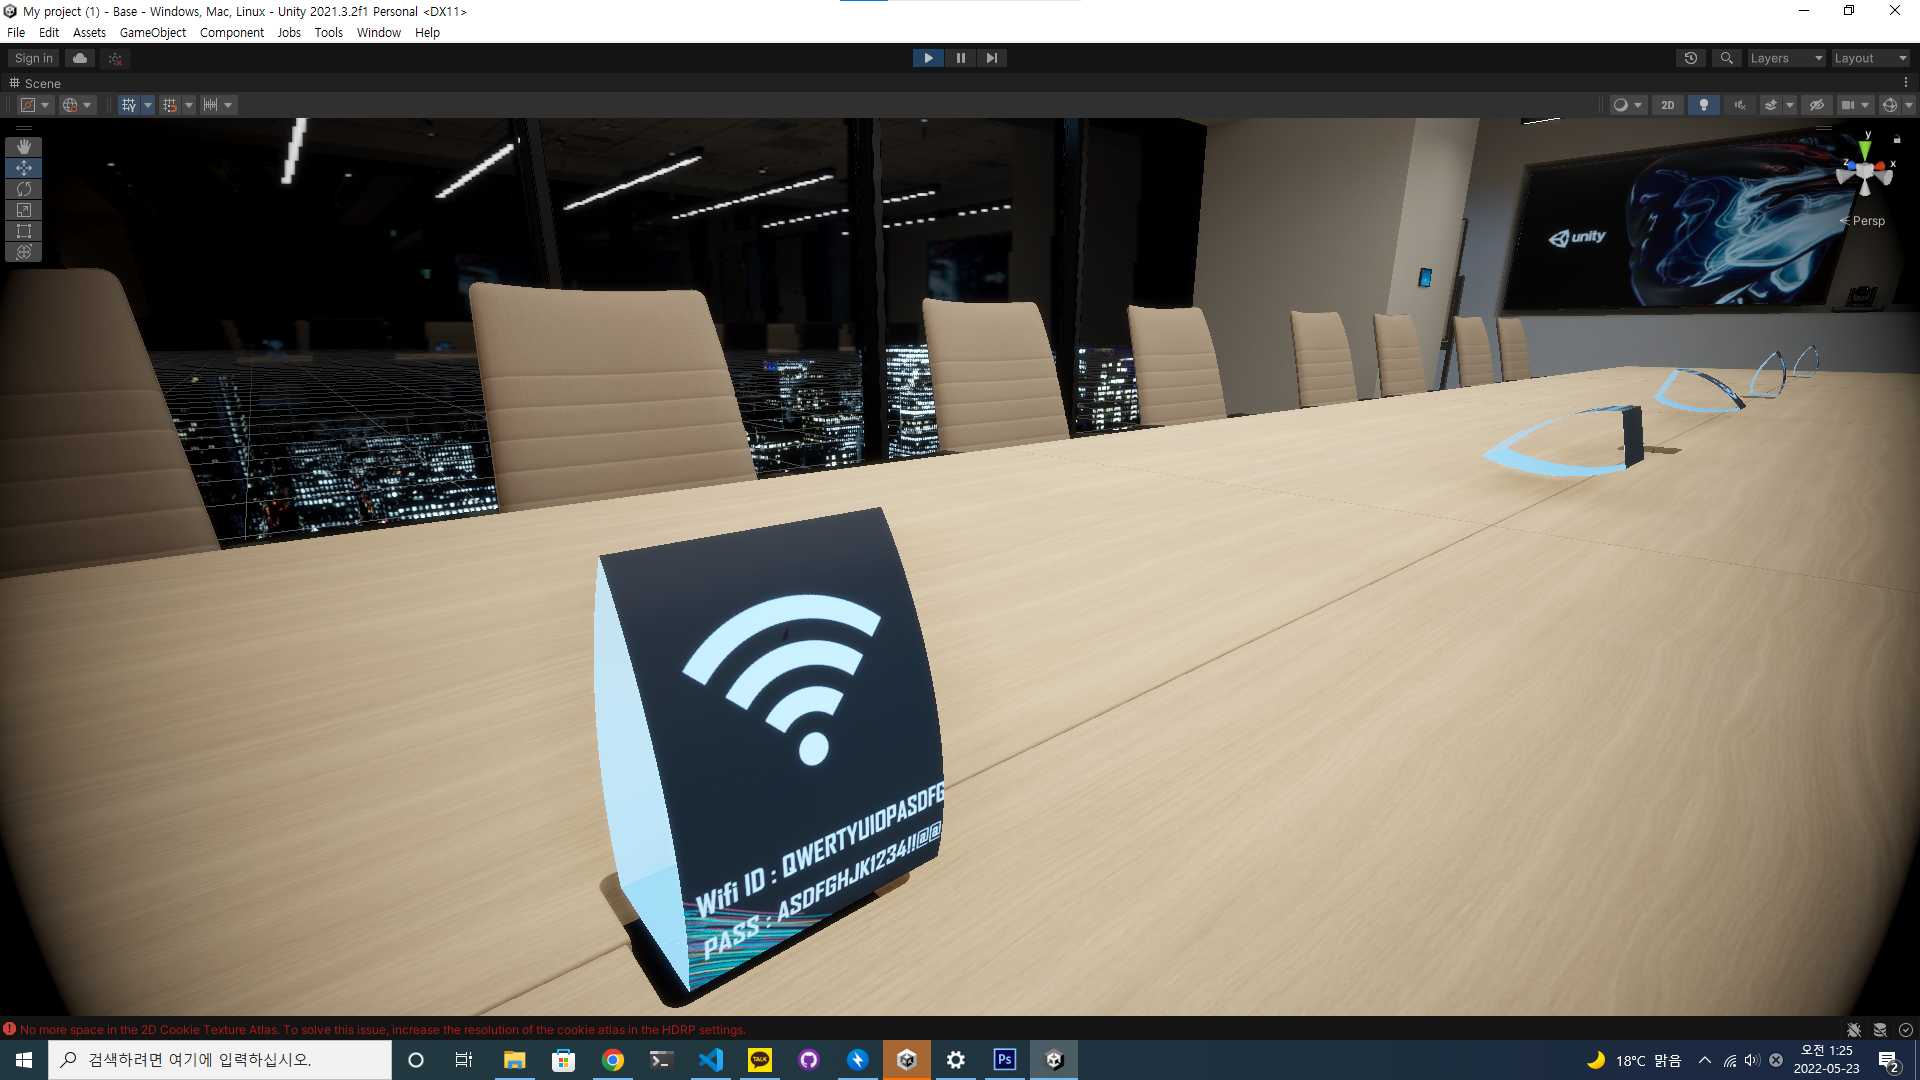 My project (1) - Base - Windows, Mac, Linux - Unity 2021.3.2f1 Personal <DX11>
File Edit Assets GameObject Component Jobs Tools Window Help
Sign in
Layers
Layout
Scene
2D
y
z
x
Persp
unity
Wifi ID : QWERTYUIOPASDFG
PASS : ASDFGHJK1234!!@@
No more space in the 2D Cookie Texture Atlas. To solve this issue, increase the resolution of the cookie atlas in the HDRP settings.
검색하려면 여기에 입력하십시오.
TALK
Ps
18°C 맑음
오전 1:25
2022-05-23
2